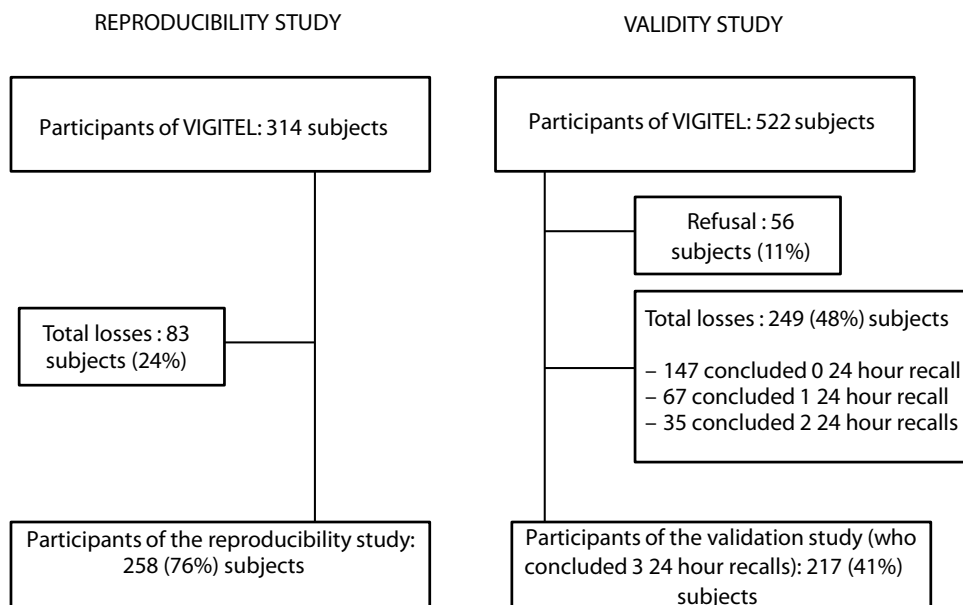 REPRODUCIBILITY STUDY
Participants of VIGITEL: 314 subjects
Total losses : 83
subjects (24%)
Participants of the reproducibility study:
258 (76%) subjects
VALIDITY STUDY
Participants of VIGITEL: 522 subjects
Refusal : 56
subjects (11%)
Total losses : 249 (48%) subjects
– 147 concluded 0 24 hour recall
– 67 concluded 1 24 hour recall
– 35 concluded 2 24 hour recalls
Participants of the validation study (who
concluded 3 24 hour recalls): 217 (41%)
subjects